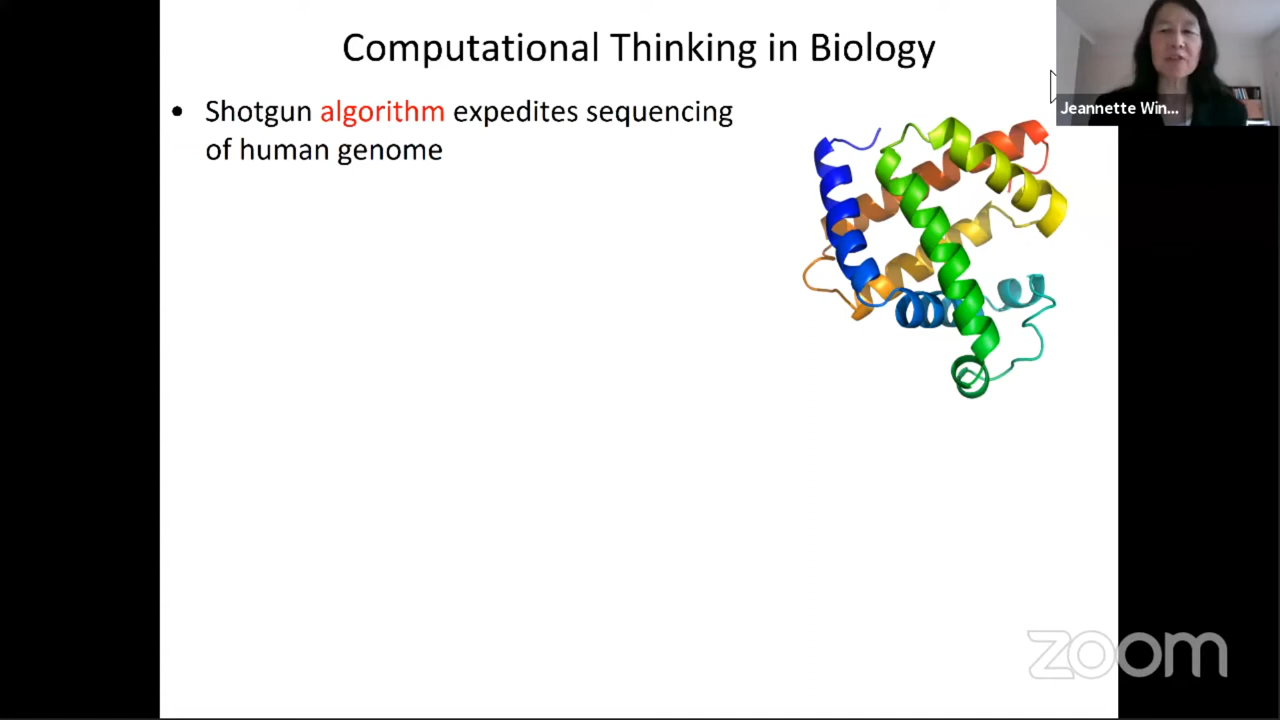 Computational Thinking in Biology
Jeannette Win...
• Shotgun algorithm expedites sequencing
of human genome
zoom